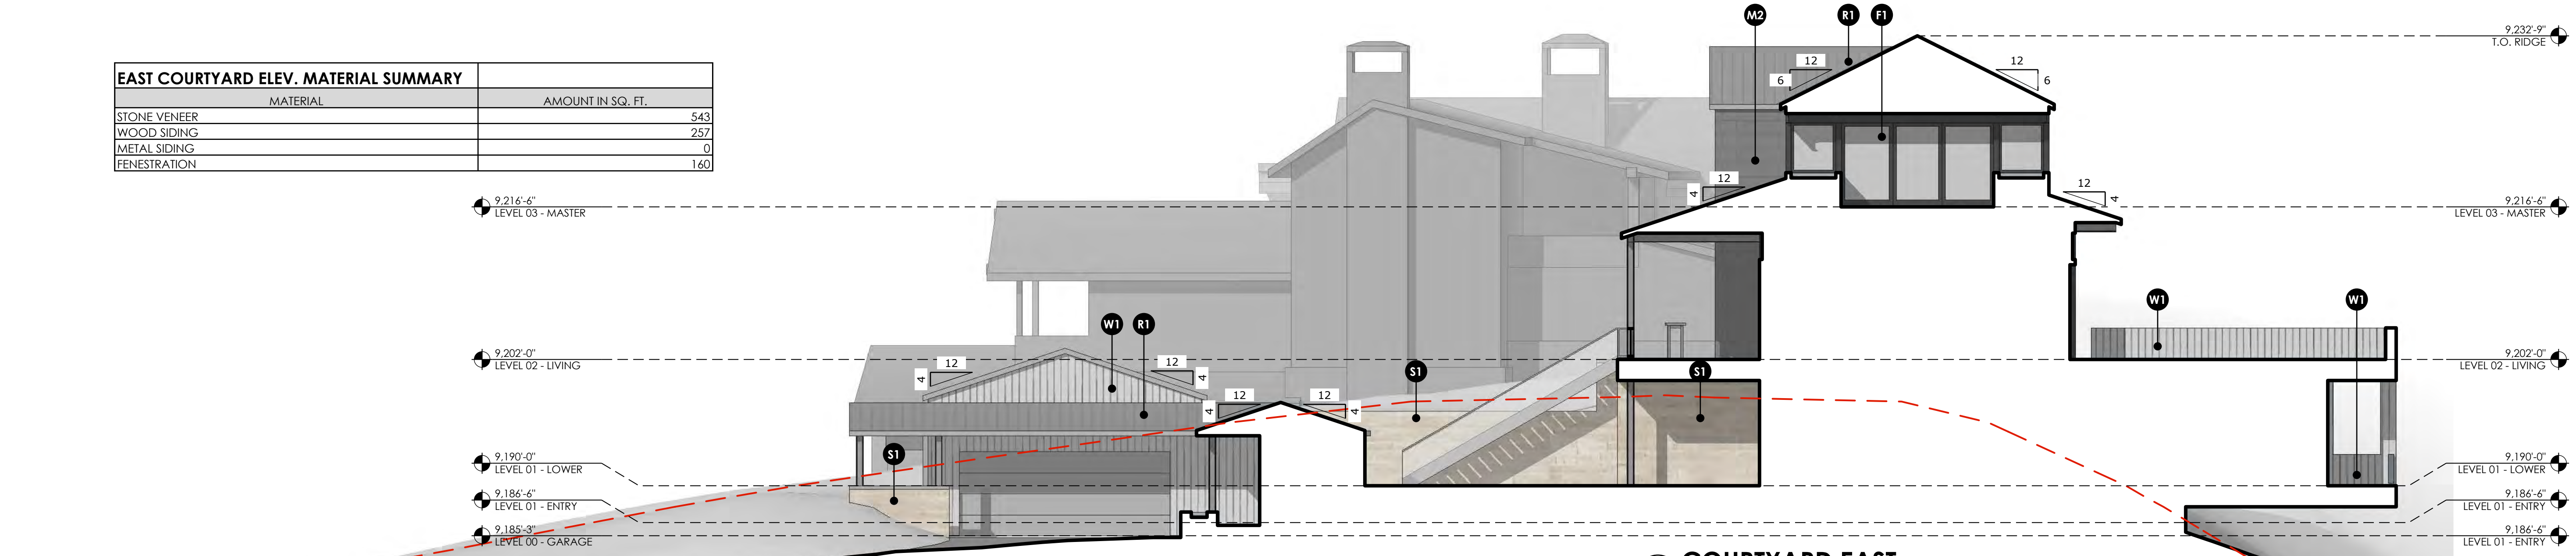 EAST COURTYARD ELEV. MATERIAL SUMMARY
MATERIAL AMOUNT IN SQ. FT.
STONE VENEER 543
WOOD SIDING 257
METAL SIDING 0
FENESTRATION 160
M2 R1 F1
9,232'-9"
T.O. RIDGE
12
6
12
6
9,216'-6"
LEVEL 03 - MASTER
12
4
12
4
9,216'-6"
LEVEL 03 - MASTER
W1 R1
W1
W1
9,202'-0"
LEVEL 02 - LIVING
12
4
12
4
S1
S1
9,202'-0"
LEVEL 02 - LIVING
12
4
12
4
S1
9,190'-0"
LEVEL 01 - LOWER
9,190'-0"
LEVEL 01 - LOWER
9,186'-6"
LEVEL 01 - ENTRY
9,186'-6"
LEVEL 01 - ENTRY
9,185'-3"
LEVEL 00 - GARAGE
9,186'-6"
LEVEL 01 - ENTRY
COURTYARD EAST